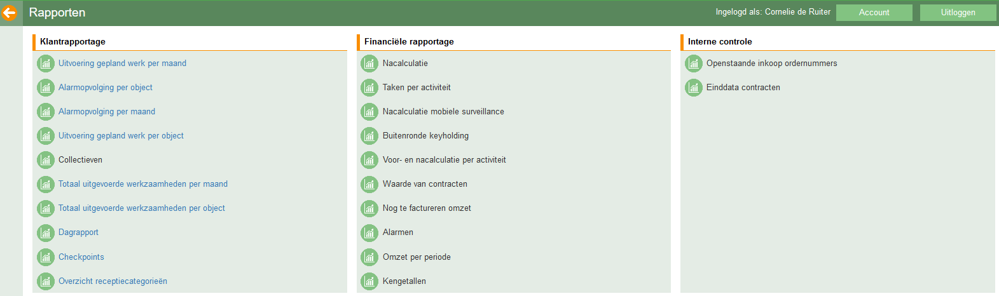 Rapporten
Ingelogd als: Cornelie de Ruiter
Account
Uitloggen
Klantrapportage
Uitvoering gepland werk per maand
Alarmopvolging per object
Alarmopvolging per maand
Uitvoering gepland werk per object
Collectieven
Totaal uitgevoerde werkzaamheden per maand
Totaal uitgevoerde werkzaamheden per object
Dagrapport
Checkpoints
Overzicht receptiecategorieën
Financiële rapportage
Nacalculatie
Taken per activiteit
Nacalculatie mobiele surveillance
Buitenronde keyholding
Voor- en nacalculatie per activiteit
Waarde van contracten
Nog te factureren omzet
Alarmen
Omzet per periode
Kengetallen
Interne controle
Openstaande inkoop ordernummers
Einddata contracten